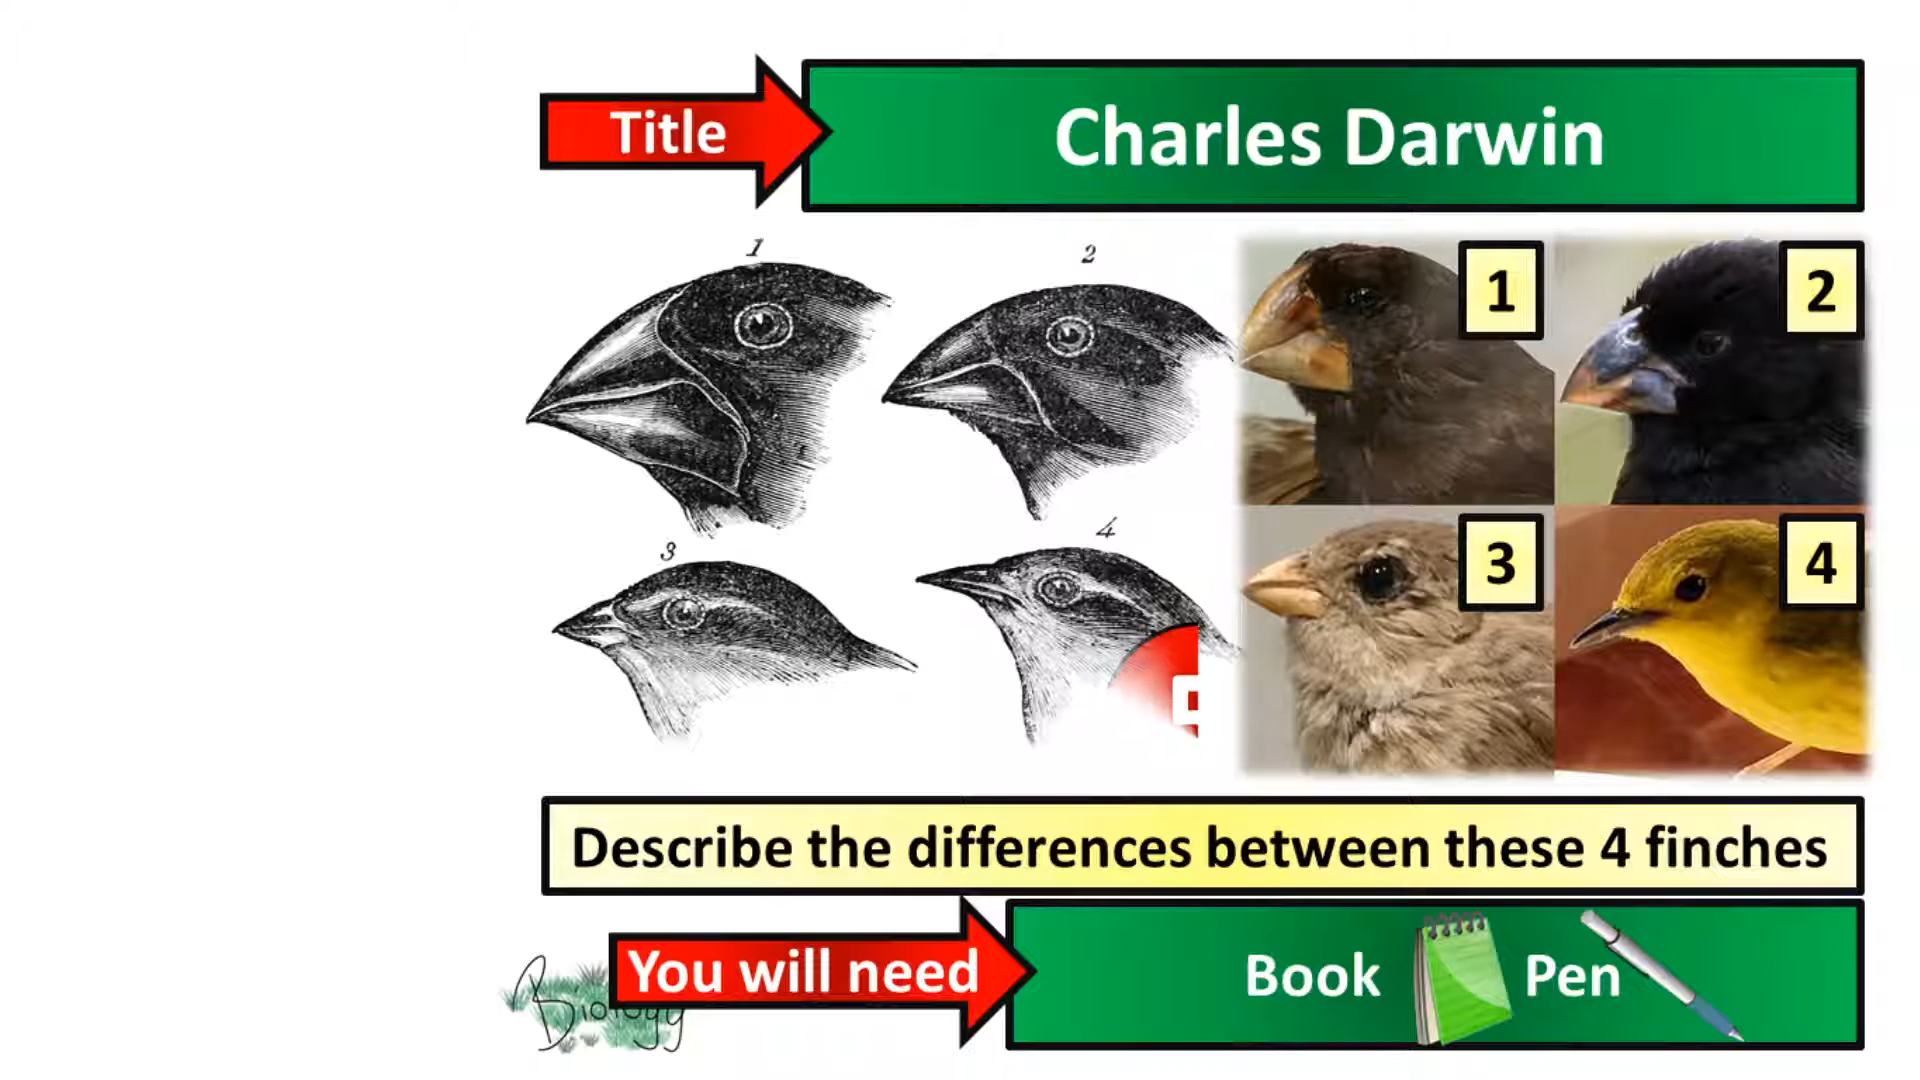 Title
Charles Darwin
1
2
3
4
1
2
3
4
Describe the differences between these 4 finches
You will need
Book
Pen
Biology